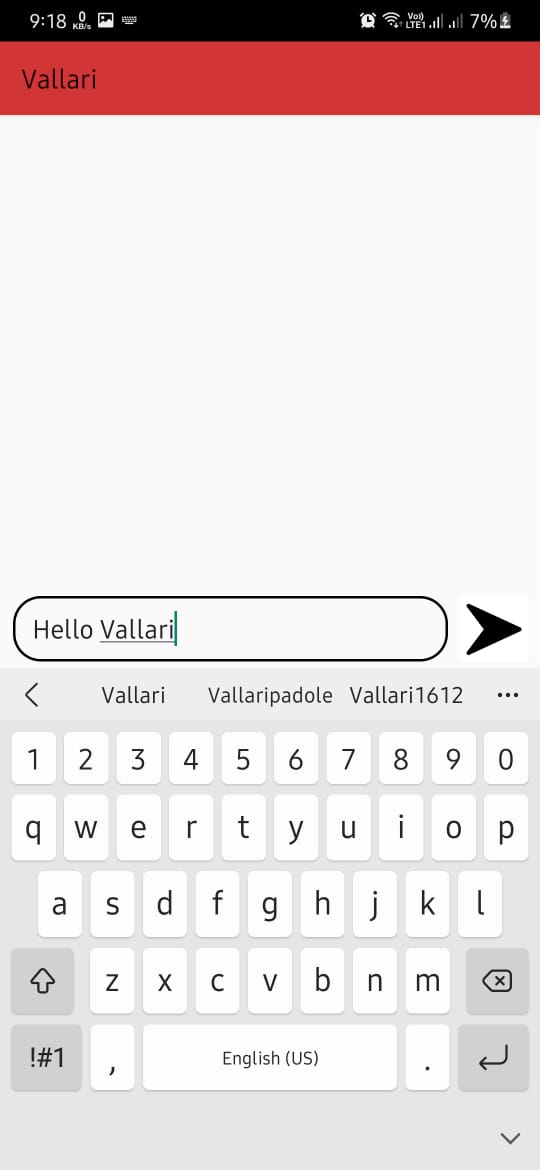 9:18 0 KB/s Vo)) LTE1 7%
Vallari
Hello Vallari
Vallari Vallaripadole Vallari1612 •••
1 2 3 4 5 6 7 8 9 0
q w e r t y u i o p
a s d f g h j k l
z x c v b n m
!#1 , English (US) .